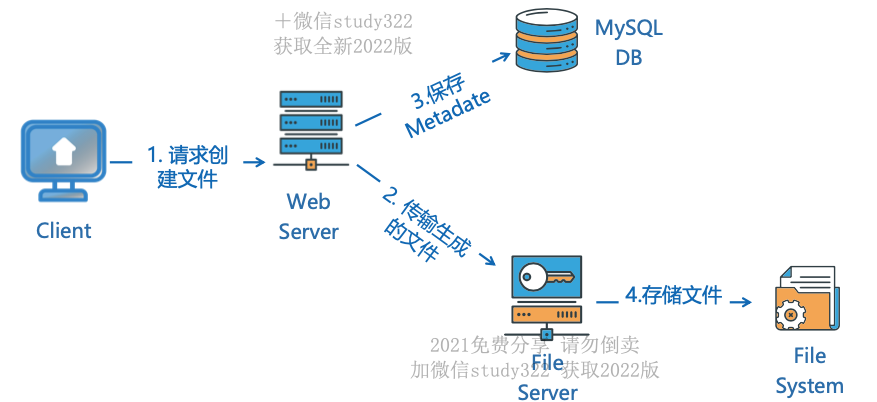 ＋微信study322
获取全新2022版
MySQL
DB
3.保存
Metadate
1. 请求创
建文件
Client
Web
Server
2. 传输生成
的文件
4.存储文件
2021免费分享 请勿倒卖
File
加微信study322 获取2022版
Server
File
System